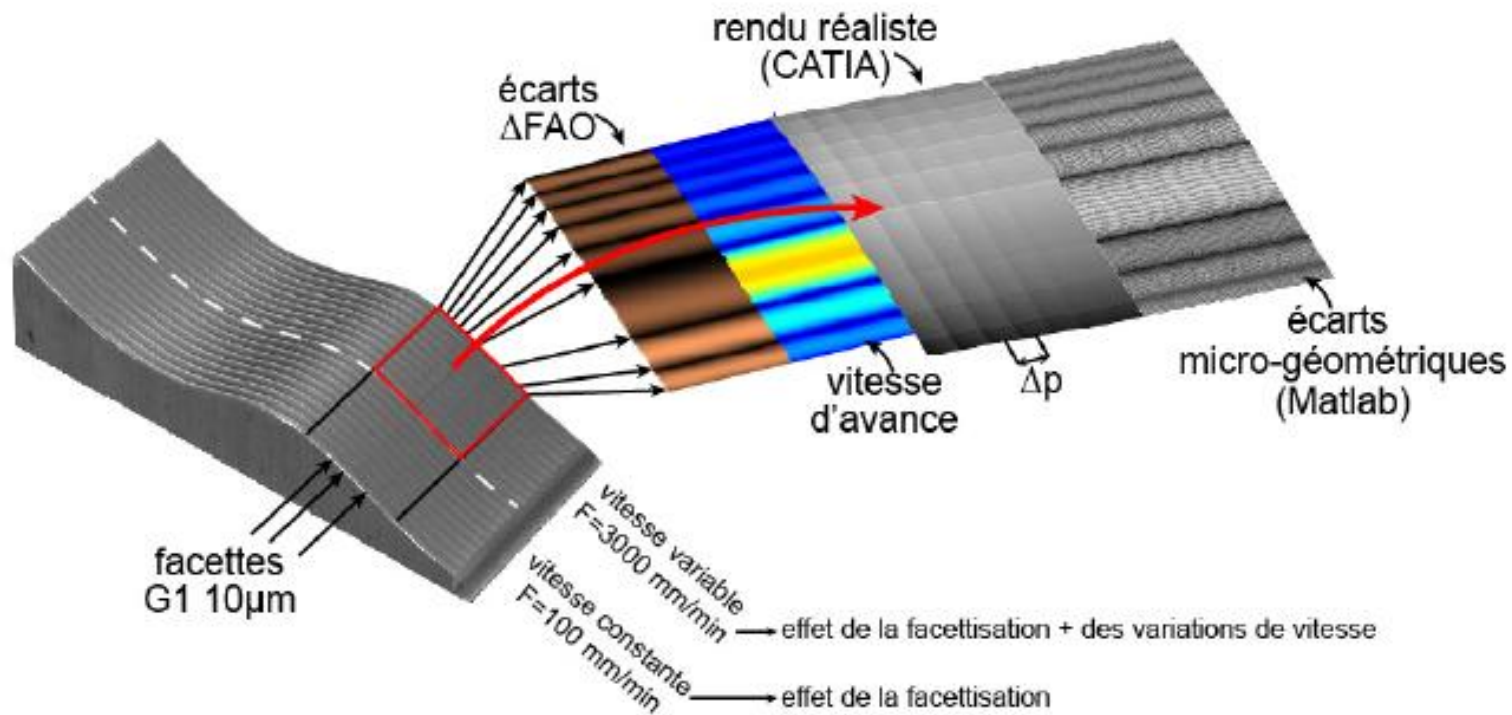 rendu réaliste
(CATIA)
écarts
ΔFAO
écarts
micro-géométriques
(Matlab)
Δp
vitesse
d'avance
facettes
G1 10µm
vitesse variable
F=3000 mm/min
effet de la facettisation + des variations de vitesse
vitesse constante
F=100 mm/min
effet de la facettisation